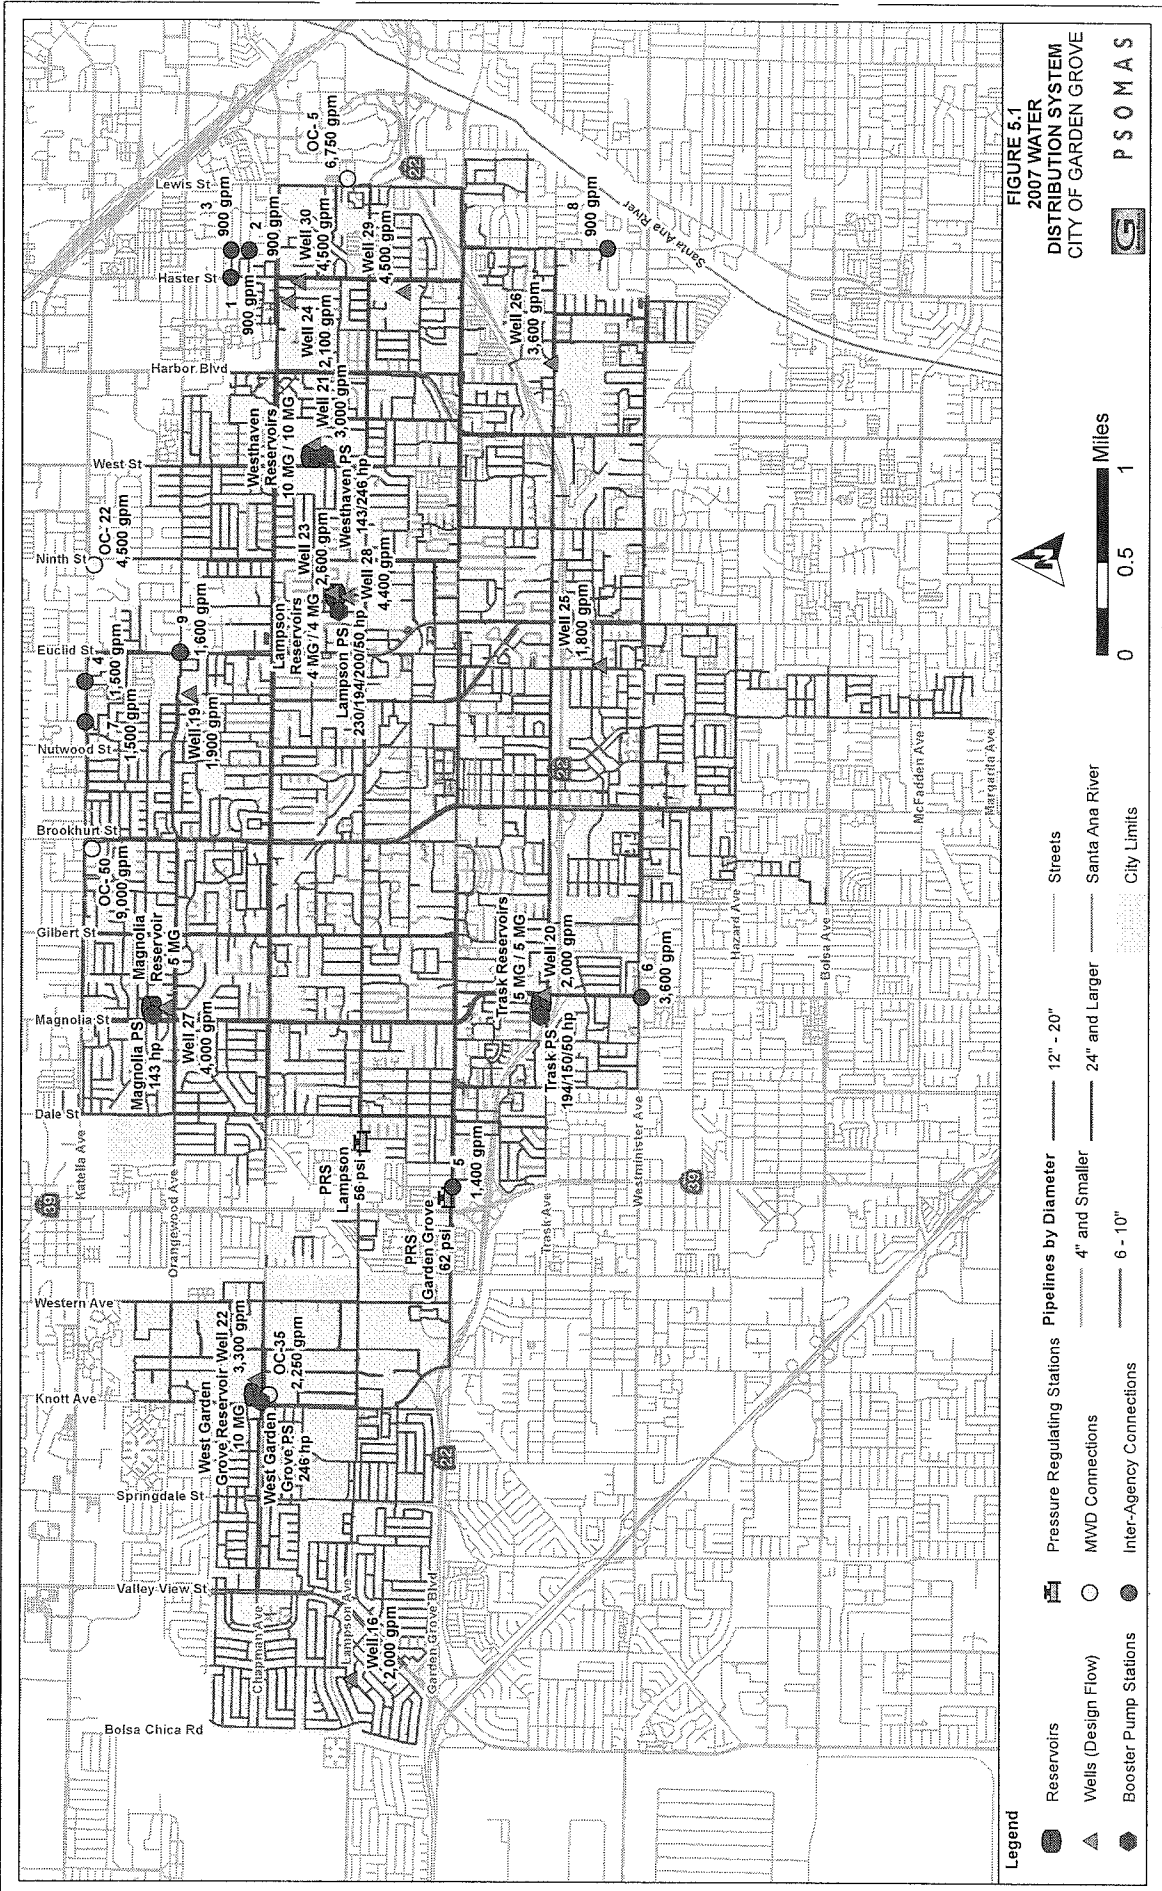 FIGURE 5.1
2007 WATER
DISTRIBUTION SYSTEM
CITY OF GARDEN GROVE
G
PSOMAS
Lewis St
Haster St
Harbor Blvd
West St
Ninth St
Euclid St
Nutwood St
Brookhurt St
Gilbert St
Magnolia St
Dale St
Western Ave
Knott Ave
Springdale St
Valley View St
Bolsa Chica Rd
Katella Ave
Orangewood Ave
Chapman Ave
Lampson Ave
Garden Grove Blvd
Trask Ave
Westminister Ave
Hazard Ave
Bolsa Ave
McFadden Ave
Margarita Ave
Santa Ana River
39
39
22
22
22
OC- 5
6,750 gpm
3
900 gpm
2
900 gpm
1
900 gpm
Well 30
4,500 gpm
Well 29
4,500 gpm
Well 24
2,100 gpm
Well 21
3,000 gpm
Westhaven
Reservoirs
10 MG / 10 MG
Westhaven PS
143/246 hp
8
900 gpm
Well 26
3,600 gpm
OC- 22
4,500 gpm
Well 23
2,600 gpm
Lampson
Reservoirs
4 MG / 4 MG
Well 28
4,400 gpm
Lampson PS
230/194/200/50 hp
9
1,600 gpm
4
1,500 gpm
7
1,500 gpm
Well 19
1,900 gpm
Well 25
1,800 gpm
OC- 50
9,000 gpm
Magnolia
Reservoir
5 MG
Magnolia PS
143 hp
Well 27
4,000 gpm
Trask Reservoirs
5 MG / 5 MG
Well 20
2,000 gpm
Trask PS
194/150/50 hp
6
3,600 gpm
PRS
Lampson
56 psi
5
1,400 gpm
PRS
Garden Grove
62 psi
Well 22
3,300 gpm
OC-35
2,250 gpm
West Garden
Grove Reservoir
10 MG
West Garden
Grove PS
246 hp
Well 16
2,000 gpm
N
0 0.5 1
Miles
Legend
Reservoirs
Wells (Design Flow)
Booster Pump Stations
Pressure Regulating Stations
MWD Connections
Inter-Agency Connections
Pipelines by Diameter
4" and Smaller
6 - 10"
12" - 20"
24" and Larger
Streets
Santa Ana River
City Limits